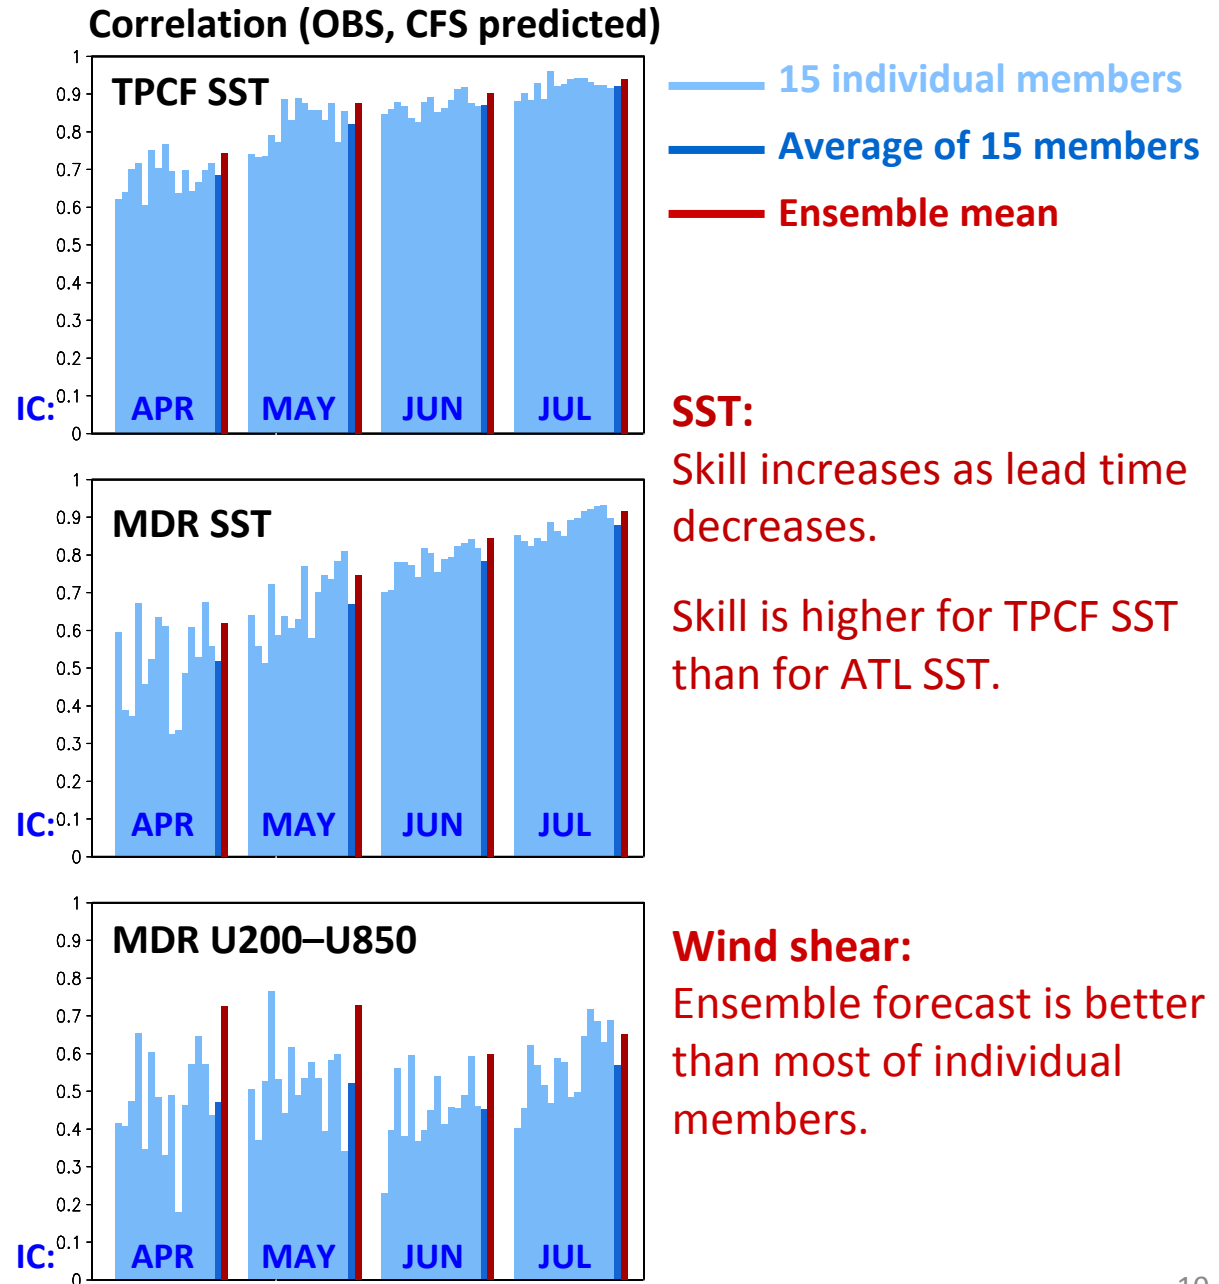 Correlation (OBS, CFS predicted)
1
0.9
0.8
0.7
0.6
0.5
0.4
0.3
0.2
0.1
0
TPCF SST
IC:
APR MAY JUN JUL
15 individual members
Average of 15 members
Ensemble mean
1
0.9
0.8
0.7
0.6
0.5
0.4
0.3
0.2
0.1
0
MDR SST
IC:
APR MAY JUN JUL
SST:
Skill increases as lead time
decreases.
Skill is higher for TPCF SST
than for ATL SST.
1
0.9
0.8
0.7
0.6
0.5
0.4
0.3
0.2
0.1
0
MDR U200–U850
IC:
APR MAY JUN JUL
Wind shear:
Ensemble forecast is better
than most of individual
members.